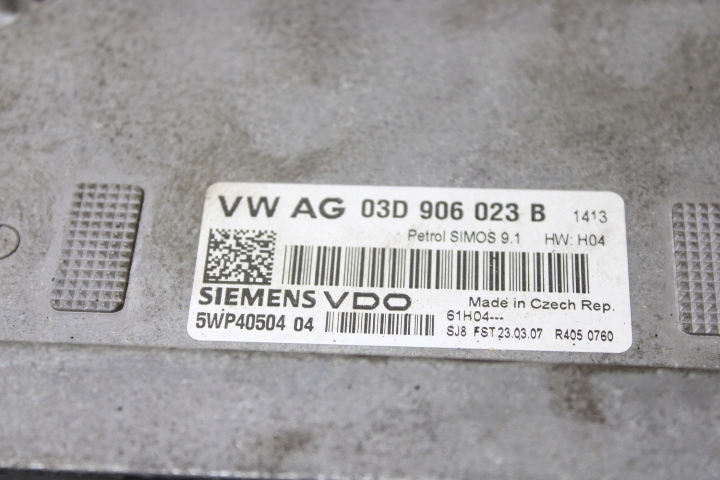 VW AG 03D 906 023 B 1413
Petrol SIMOS 9.1 HW: H04
SIEMENS VDO Made in Czech Rep.
5WP40504 04 61H04---
SJ8 FST 23.03.07 R405 0760